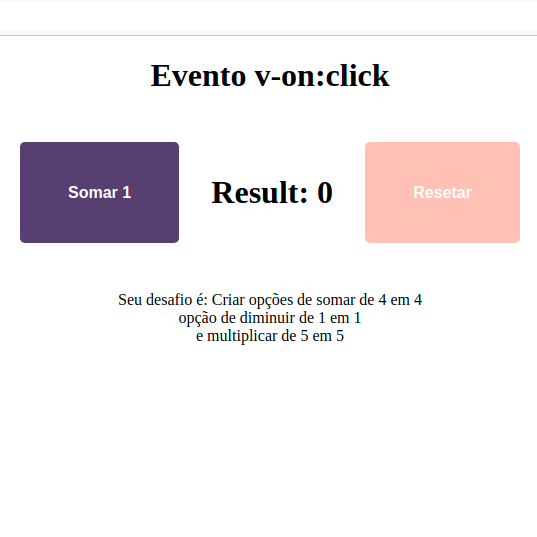 Evento v-on:click
Somar 1
Result: 0
Resetar
Seu desafio é: Criar opções de somar de 4 em 4
opção de diminuir de 1 em 1
e multiplicar de 5 em 5